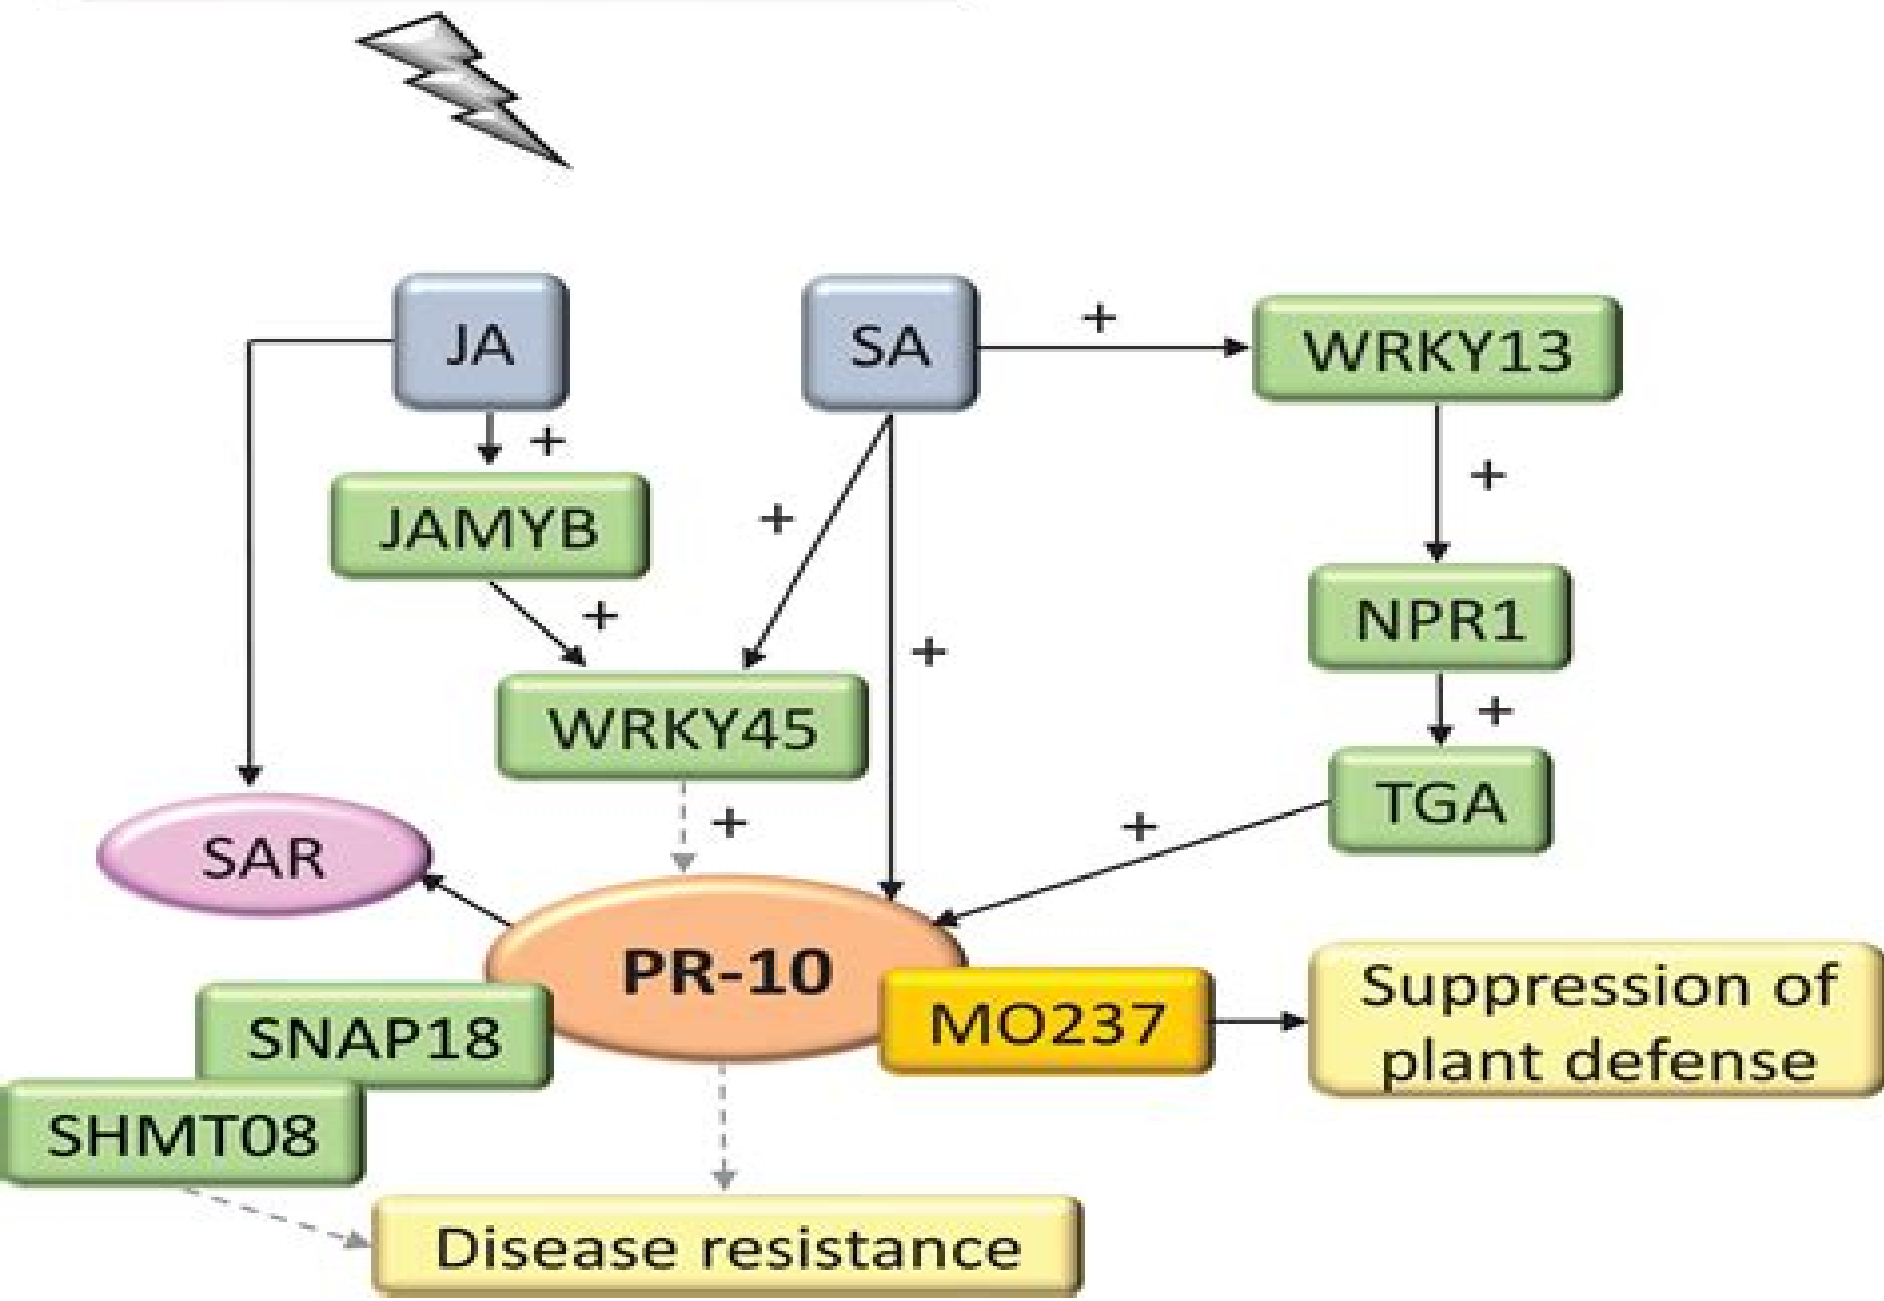 JA
SA
+
WRKY13
+
+
JAMYB
+
NPR1
+
+
+
WRKY45
+
TGA
+
+
SAR
PR-10
MO237
Suppression of
plant defense
SNAP18
SHMT08
Disease resistance